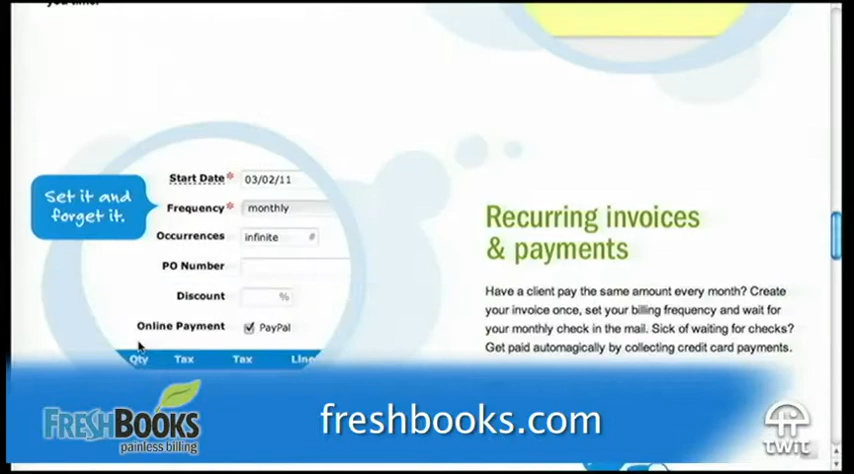 Start Date* 03/02/11
Set it and
forget it.
Frequency* monthly
Occurrences infinite #
PO Number
Discount %
Online Payment PayPal
Qty Tax Tax Line
Recurring invoices
& payments
Have a client pay the same amount every month? Create
your invoice once, set your billing frequency and wait for
your monthly check in the mail. Sick of waiting for checks?
Get paid automagically by collecting credit card payments.
FRESHBOOKS
painless billing
freshbooks.com
TWiT